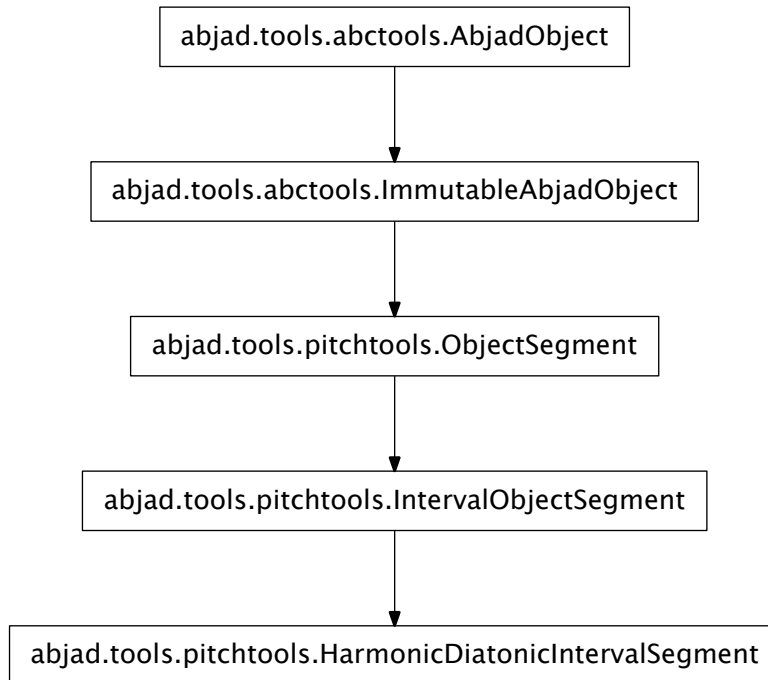 abjad.tools.abctools.AbjadObject
abjad.tools.abctools.ImmutableAbjadObject
abjad.tools.pitchtools.ObjectSegment
abjad.tools.pitchtools.IntervalObjectSegment
abjad.tools.pitchtools.HarmonicDiatonicIntervalSegment